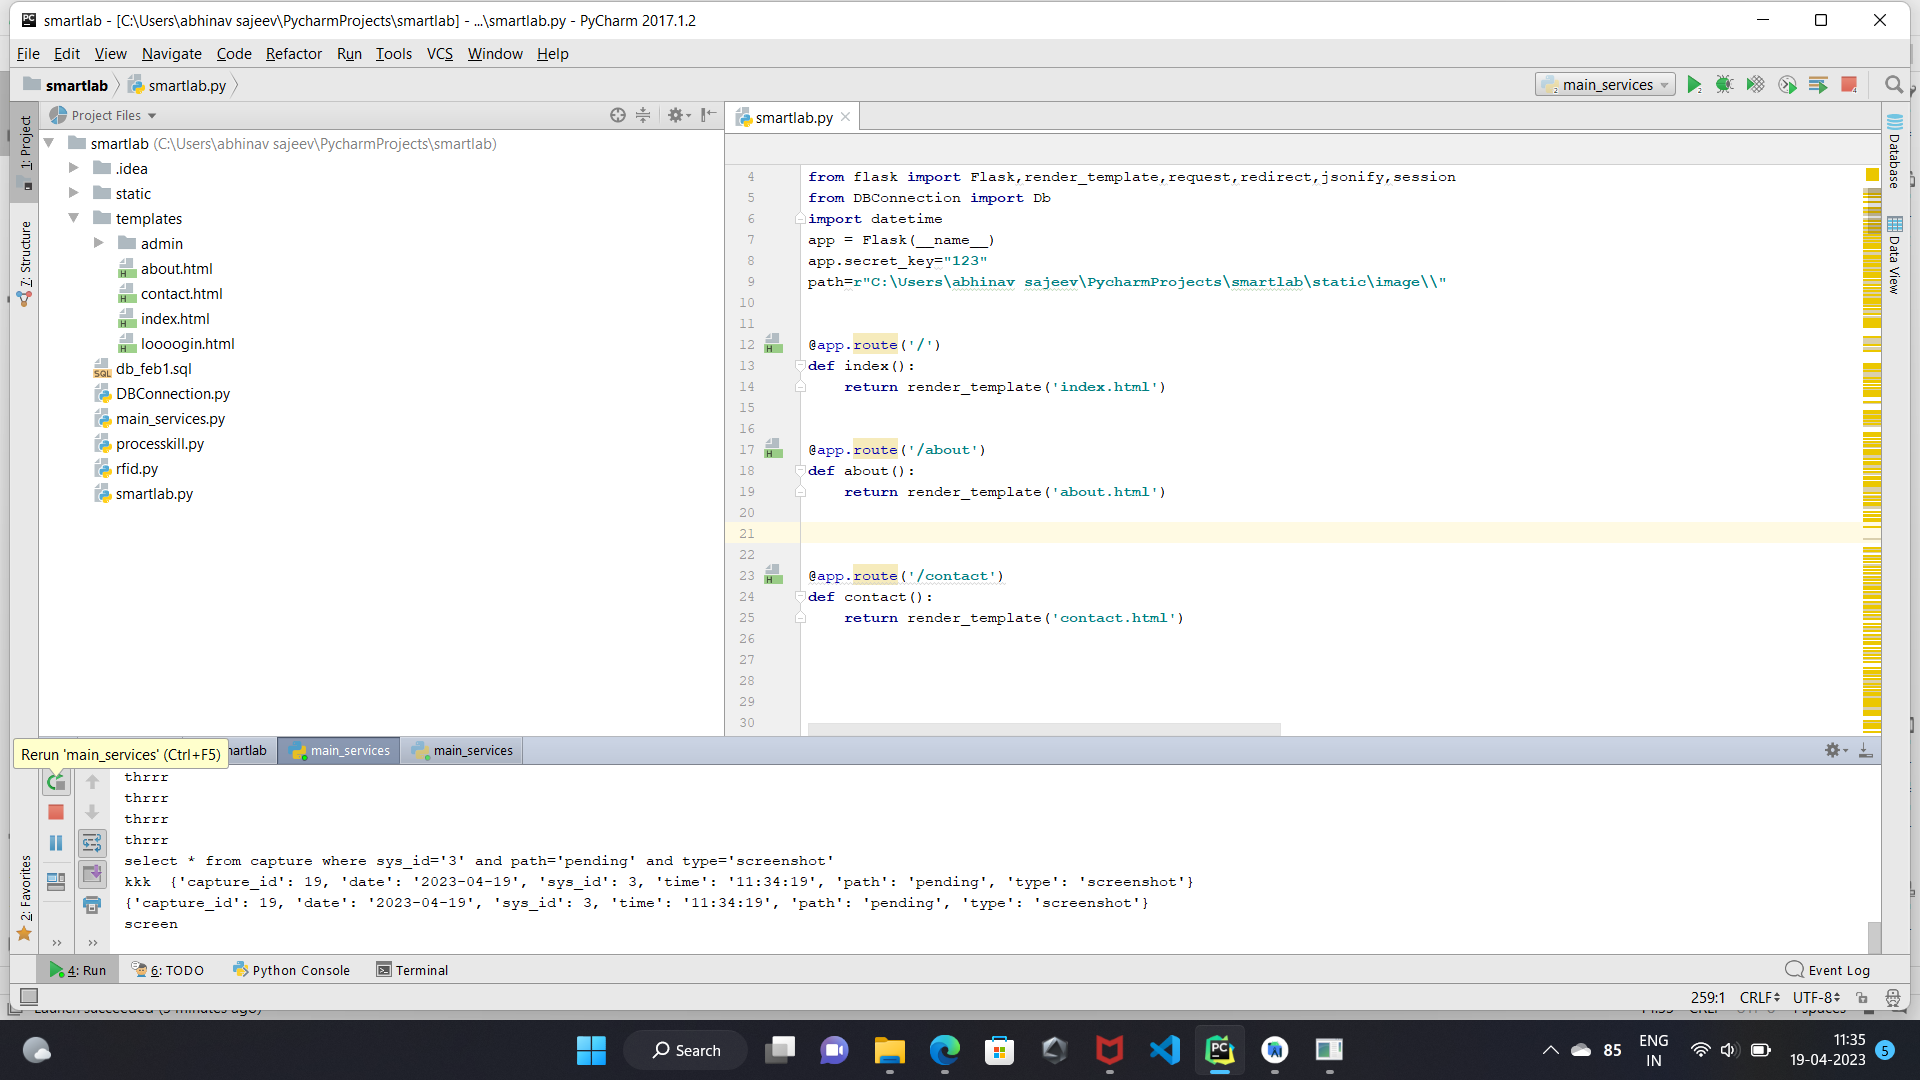 smartlab - [C:\Users\abhinav sajeev\PycharmProjects\smartlab] - ...\smartlab.py - PyCharm 2017.1.2
File Edit View Navigate Code Refactor Run Tools VCS Window Help
smartlab smartlab.py main_services
1: Project
7: Structure
2: Favorites
Project Files
smartlab (C:\Users\abhinav sajeev\PycharmProjects\smartlab)
.idea
static
templates
admin
about.html
contact.html
index.html
loooogin.html
db_feb1.sql
DBConnection.py
main_services.py
processkill.py
rfid.py
smartlab.py
smartlab.py
4 from flask import Flask,render_template,request,redirect,jsonify,session
5 from DBConnection import Db
6 import datetime
7 app = Flask(__name__)
8 app.secret_key="123"
9 path=r"C:\Users\abhinav sajeev\PycharmProjects\smartlab\static\image\\"
10
11
12 @app.route('/')
13 def index():
14 return render_template('index.html')
15
16
17 @app.route('/about')
18 def about():
19 return render_template('about.html')
20
21
22
23 @app.route('/contact')
24 def contact():
25 return render_template('contact.html')
26
27
28
29
30
Database
Data View
Rerun 'main_services' (Ctrl+F5)
martlab main_services main_services
thrrr
thrrr
thrrr
thrrr
select * from capture where sys_id='3' and path='pending' and type='screenshot'
kkk  {'capture_id': 19, 'date': '2023-04-19', 'sys_id': 3, 'time': '11:34:19', 'path': 'pending', 'type': 'screenshot'}
{'capture_id': 19, 'date': '2023-04-19', 'sys_id': 3, 'time': '11:34:19', 'path': 'pending', 'type': 'screenshot'}
screen
4: Run 6: TODO Python Console Terminal Event Log
259:1 CRLF UTF-8
Search
85 ENG IN 11:35 19-04-2023 5